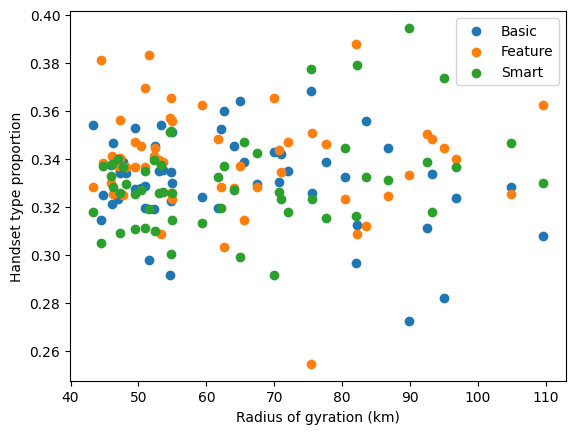 0.40
0.38
0.36
0.34
0.32
0.30
0.28
0.26
Handset type proportion
Basic
Feature
Smart
40 50 60 70 80 90 100 110
Radius of gyration (km)